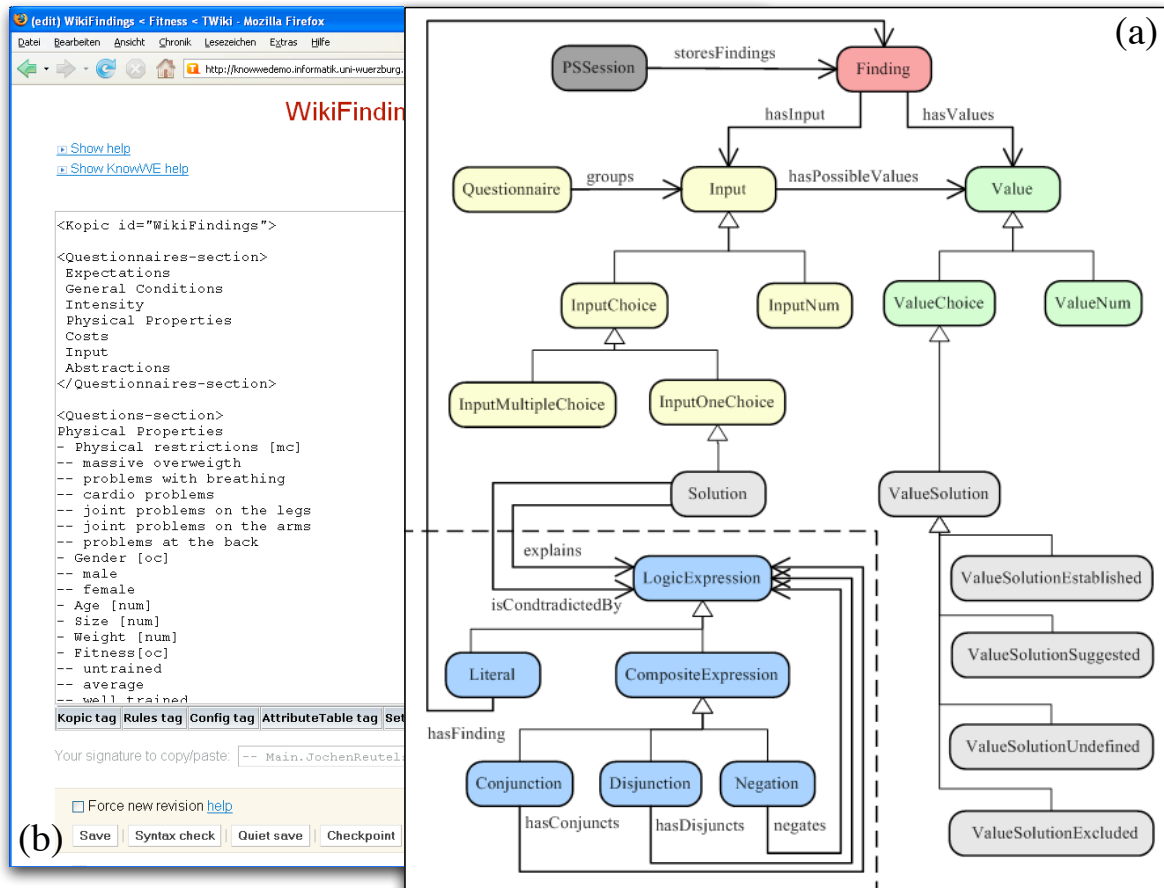 (edit) WikiFindings < Fitness < TWiki - Mozilla Firefox
Datei Bearbeiten Ansicht Chronik Lesezeichen Extras Hilfe
http://knowwedemo.informatik.uni-wuerzburg.
WikiFindin
Show help
Show KnowWE help
<Kopic id="WikiFindings">
<Questionnaires-section>
Expectations
General Conditions
Intensity
Physical Properties
Costs
Input
Abstractions
</Questionnaires-section>
<Questions-section>
Physical Properties
- Physical restrictions [mc]
-- massive overweigth
-- problems with breathing
-- cardio problems
-- joint problems on the legs
-- joint problems on the arms
-- problems at the back
- Gender [oc]
-- male
-- female
- Age [num]
- Size [num]
- Weight [num]
- Fitness[oc]
-- untrained
-- average
-- well trained
Kopic tag Rules tag Config tag AttributeTable tag Set
Your signature to copy/paste: -- Main.JochenReutels
Force new revision help
Save Syntax check Quiet save Checkpoint
(b)
(a)
PSSession
storesFindings
Finding
hasInput
hasValues
Questionnaire
groups
Input
hasPossibleValues
Value
InputChoice
InputNum
ValueChoice
ValueNum
InputMultipleChoice
InputOneChoice
Solution
ValueSolution
explains
LogicExpression
isCondtradictedBy
ValueSolutionEstablished
Literal
CompositeExpression
ValueSolutionSuggested
hasFinding
ValueSolutionUndefined
Conjunction
Disjunction
Negation
hasConjuncts
hasDisjuncts
negates
ValueSolutionExcluded